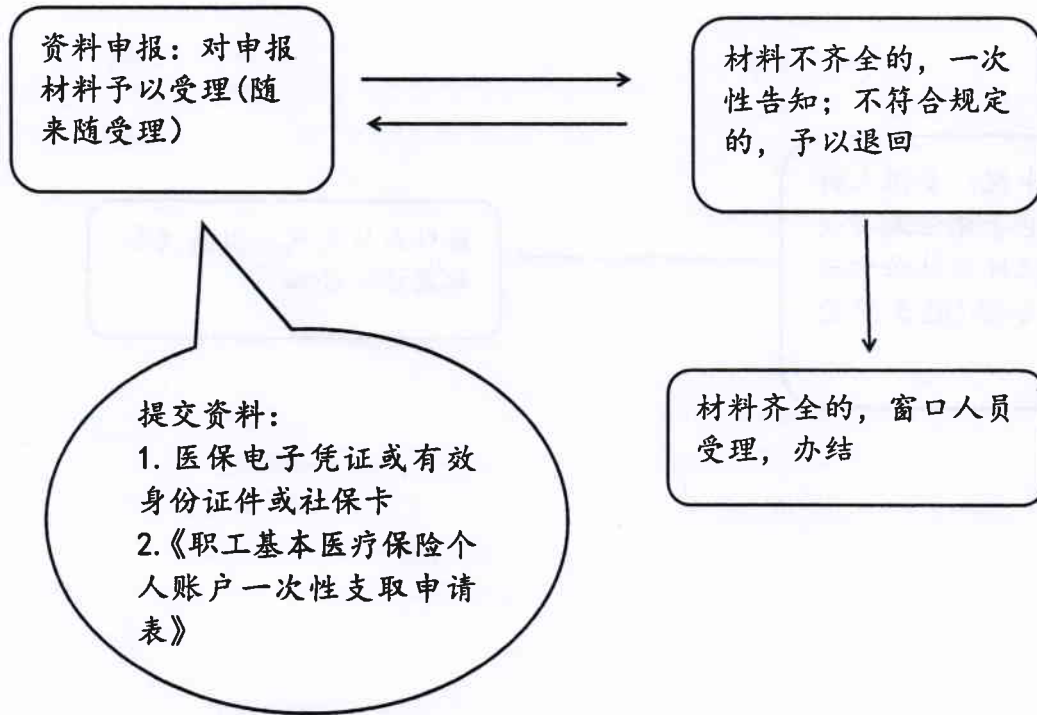 资料申报：对申报
材料予以受理(随
来随受理）
材料不齐全的，一次
性告知；不符合规定
的，予以退回
提交资料：
1. 医保电子凭证或有效
身份证件或社保卡
2.《职工基本医疗保险个
人账户一次性支取申请
表》
材料齐全的，窗口人员
受理，办结